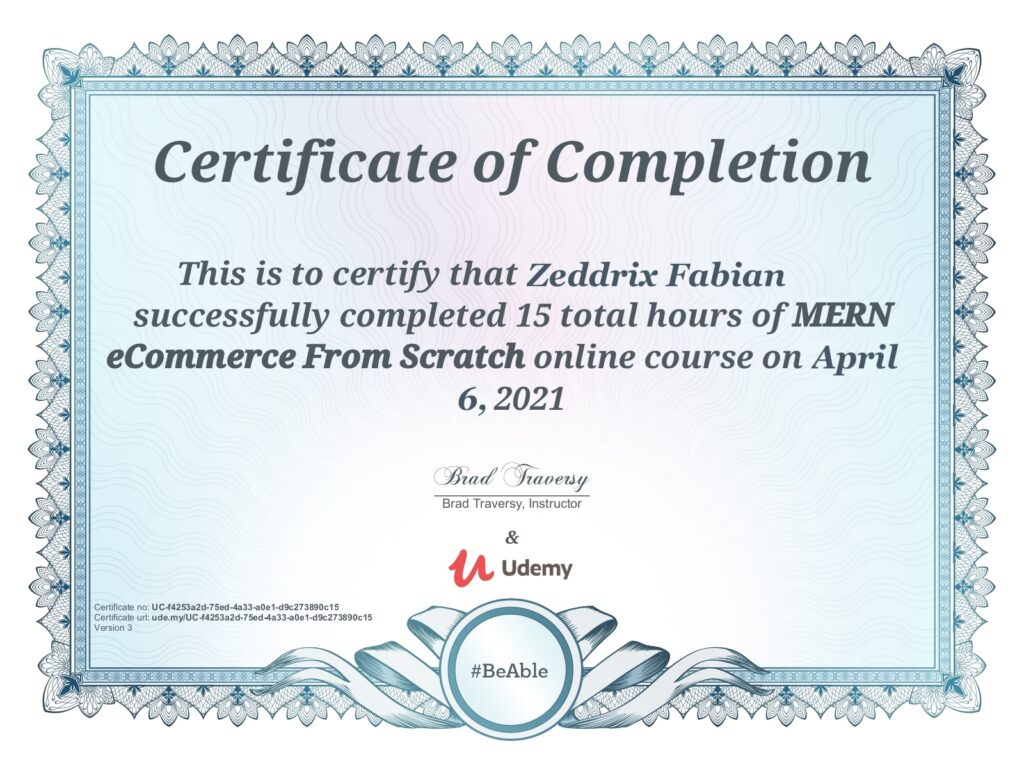 Certificate of Completion
This is to certify that Zeddrix Fabian
successfully completed 15 total hours of MERN
eCommerce From Scratch online course on April
6, 2021
Brad Traversy
Brad Traversy, Instructor
&
Udemy
Certificate no: UC-f4253a2d-75ed-4a33-a0e1-d9c273890c15
Certificate url: ude.my/UC-f4253a2d-75ed-4a33-a0e1-d9c273890c15
Version 3
#BeAble